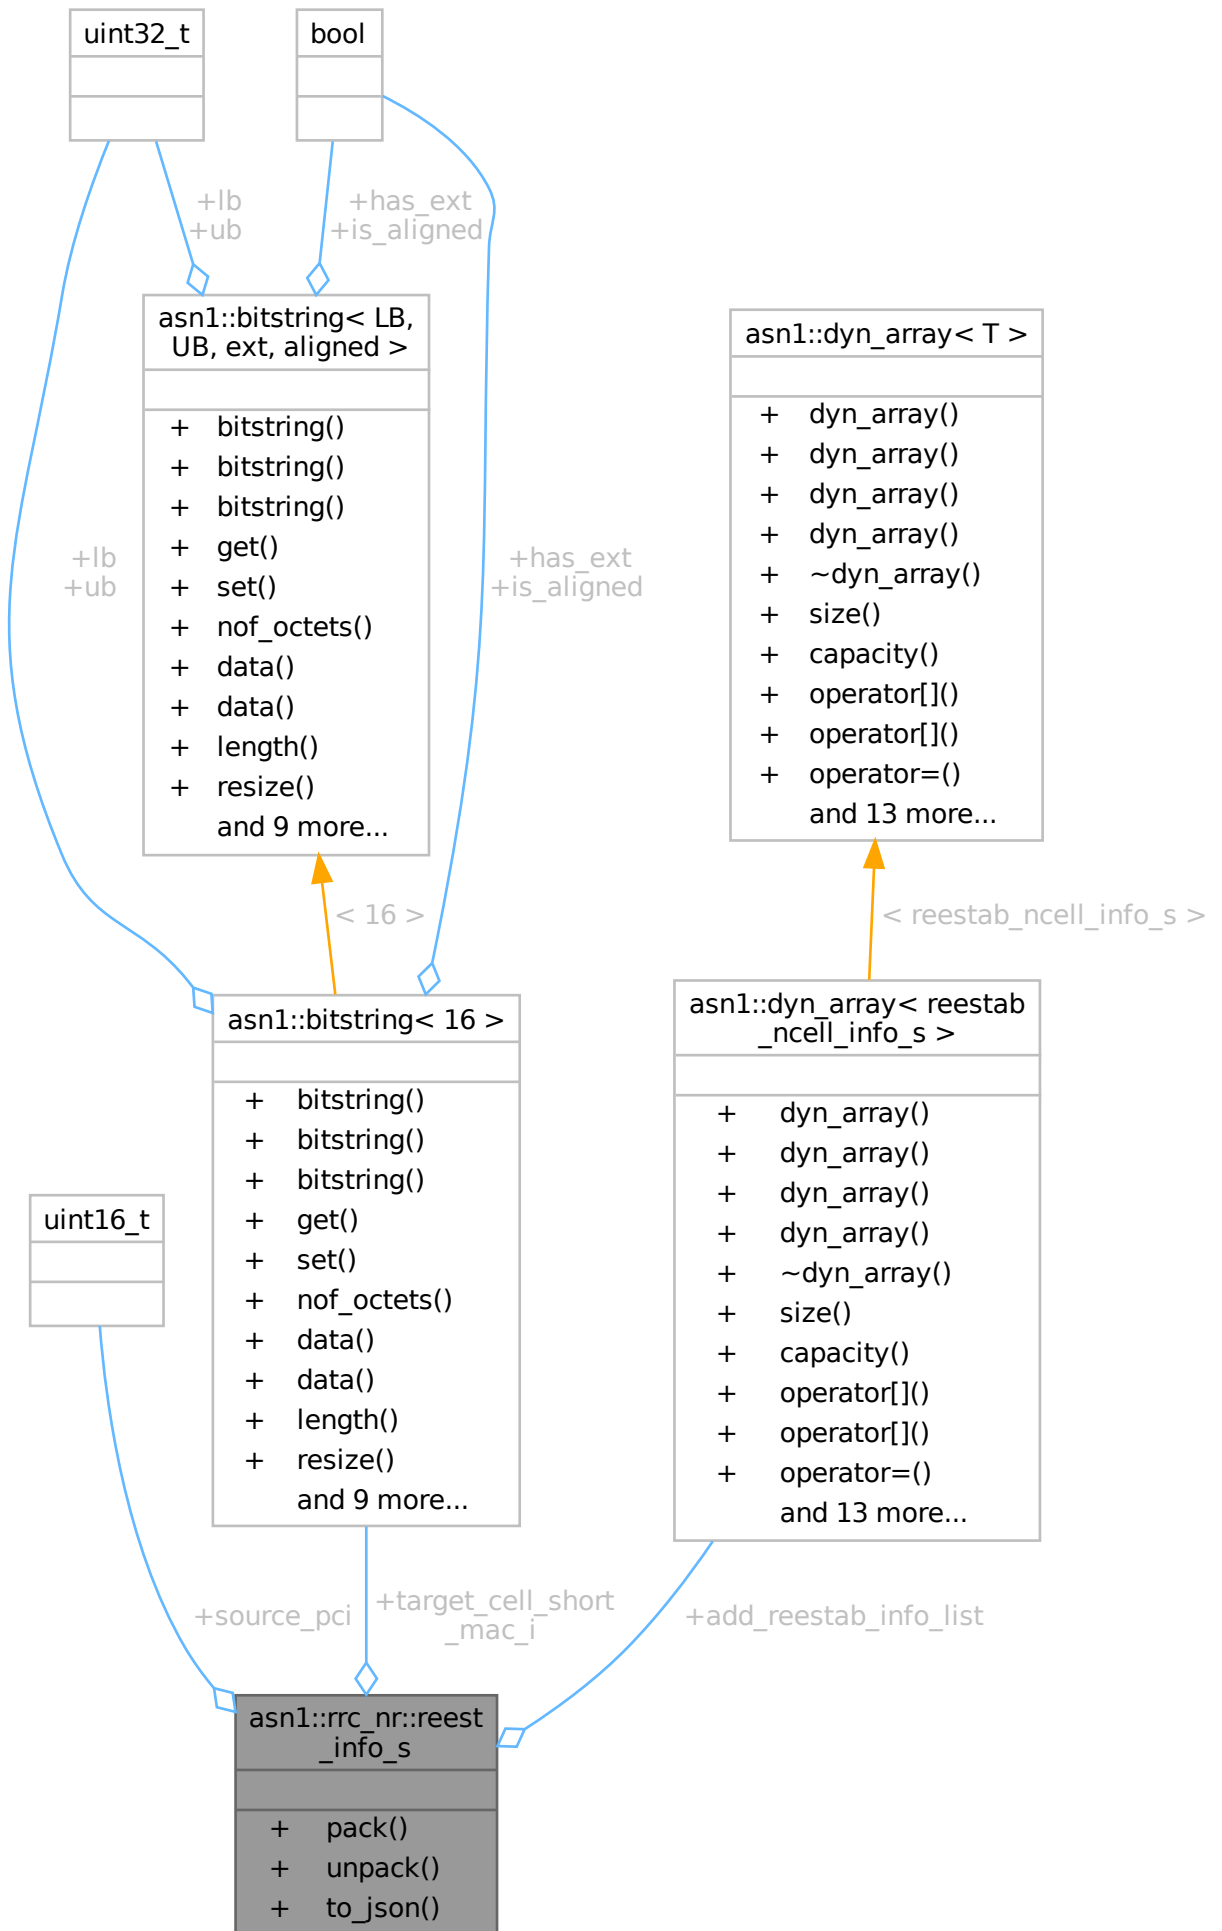 uint32_t
bool
+lb
+ub
+has_ext
+is_aligned
asn1::bitstring< LB,
UB, ext, aligned >
+ bitstring()
+ bitstring()
+ bitstring()
+ get()
+ set()
+ nof_octets()
+ data()
+ data()
+ length()
+ resize()
and 9 more...
asn1::dyn_array< T >
+ dyn_array()
+ dyn_array()
+ dyn_array()
+ dyn_array()
+ ~dyn_array()
+ size()
+ capacity()
+ operator[]()
+ operator[]()
+ operator=()
and 13 more...
+lb
+ub
+has_ext
+is_aligned
< 16 >
< reestab_ncell_info_s >
asn1::bitstring< 16 >
+ bitstring()
+ bitstring()
+ bitstring()
+ get()
+ set()
+ nof_octets()
+ data()
+ data()
+ length()
+ resize()
and 9 more...
asn1::dyn_array< reestab
_ncell_info_s >
+ dyn_array()
+ dyn_array()
+ dyn_array()
+ dyn_array()
+ ~dyn_array()
+ size()
+ capacity()
+ operator[]()
+ operator[]()
+ operator=()
and 13 more...
uint16_t
+source_pci
+target_cell_short
_mac_i
+add_reestab_info_list
asn1::rrc_nr::reest
_info_s
+ pack()
+ unpack()
+ to_json()